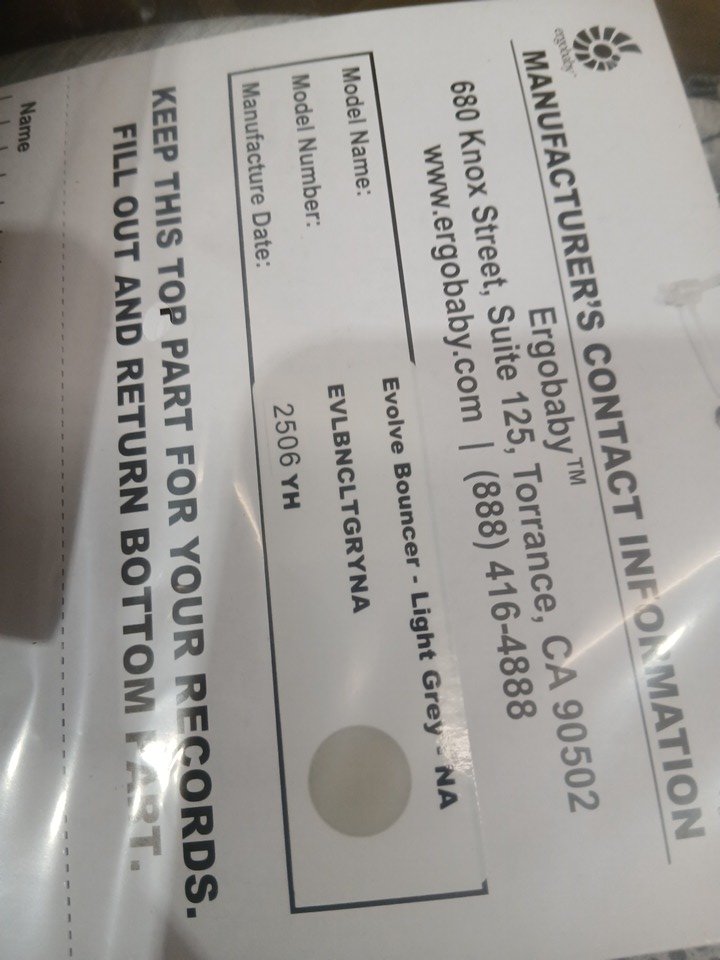 ergobaby
MANUFACTURER'S CONTACT INFORMATION
Ergobaby™
680 Knox Street, Suite 125, Torrance, CA 90502
www.ergobaby.com | (888) 416-4888
Model Name: Evolve Bouncer - Light Grey - NA
Model Number: EVLBNCLTGRYNA
Manufacture Date: 2506 YH
KEEP THIS TOP PART FOR YOUR RECORDS.
FILL OUT AND RETURN BOTTOM PART.
Name